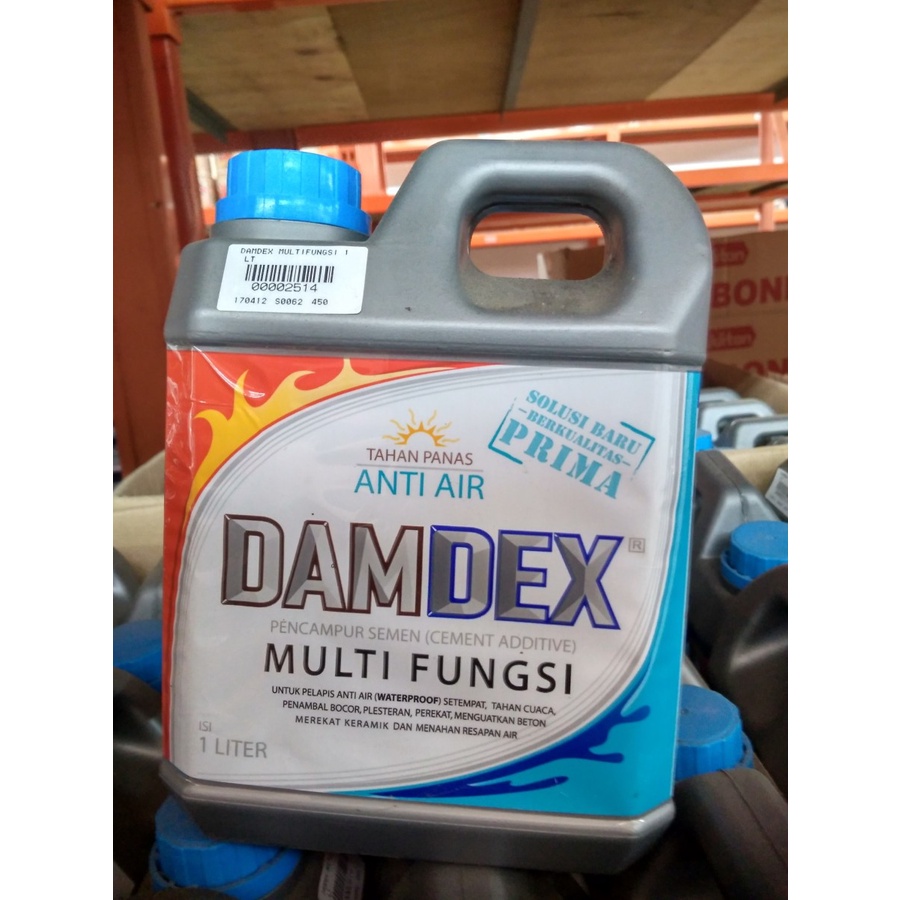 DAMDEX MULTIFUNGSI 1
LT
00002514
170412 S0062 450
TAHAN PANAS
ANTI AIR
SOLUSI BARU
BERKUALITAS
PRIMA
DAMDEX®
PENCAMPUR SEMEN (CEMENT ADDITIVE)
MULTI FUNGSI
UNTUK PELAPIS ANTI AIR (WATERPROOF) SETEMPAT, TAHAN CUACA,
PENAMBAL BOCOR, PLESTERAN, PEREKAT, MENGUATKAN BETON
MEREKAT KERAMIK DAN MENAHAN RESAPAN AIR
ISI
1 LITER